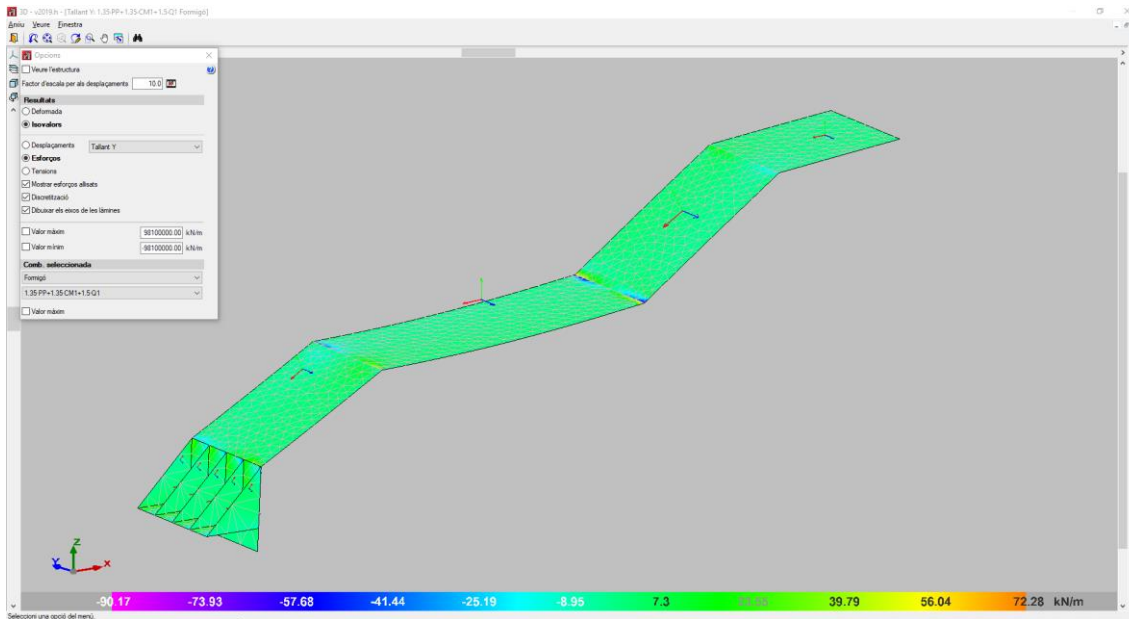 3D - v2019.h - [Tallant Y: 1.35·PP+1.35·CM1+1.5·Q1 Formigó]
Arxiu Veure Finestra
Opcions
Veure l'estructura
Factor d'escala per als desplaçaments 10.0
Resultats
Deformada
Isovalors
Desplaçaments Tallant Y
Esforços
Tensions
Mostrar esforços allisats
Discretització
Dibuixar els eixos de les làmines
Valor màxim 98100000.00 kN/m
Valor mínim -98100000.00 kN/m
Comb. seleccionada
Formigó
1.35·PP+1.35·CM1+1.5·Q1
Valor màxim
Z
Y X
-90.17 -73.93 -57.68 -41.44 -25.19 -8.95 7.3 39.79 56.04 72.28 kN/m
Seleccioni una opció del menú.